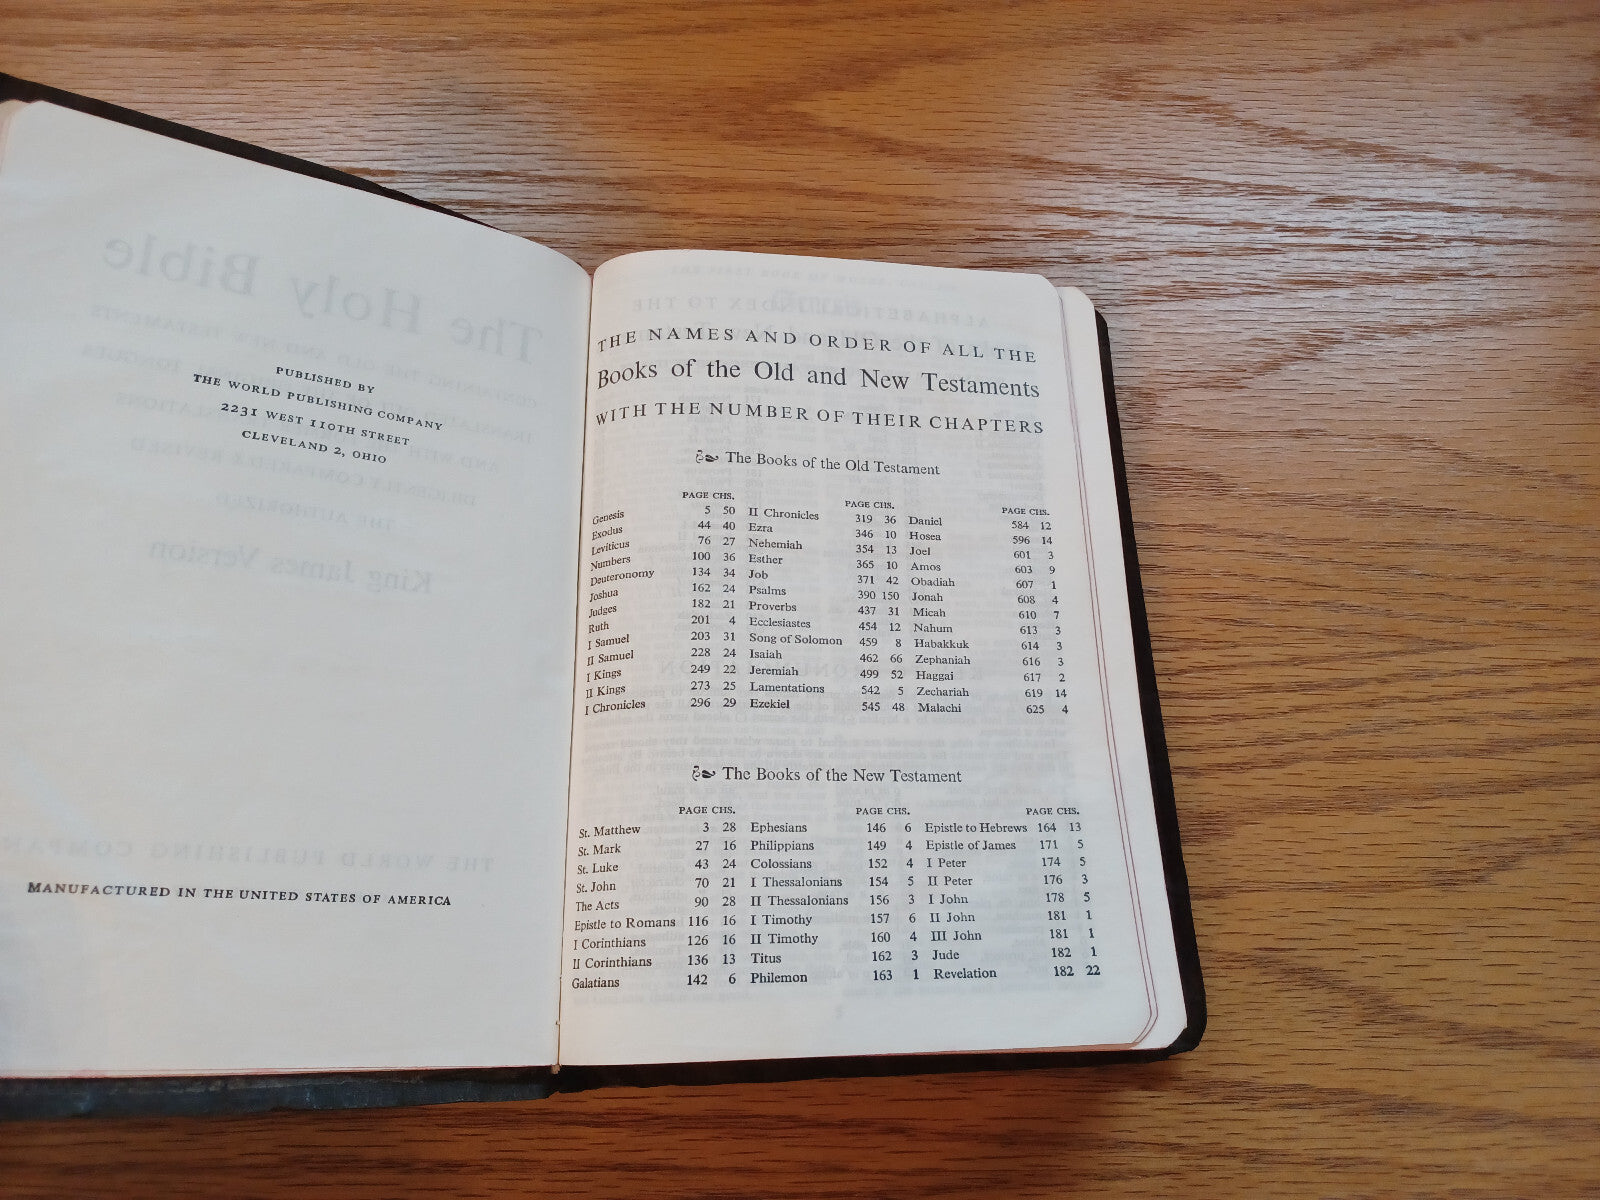 PUBLISHED BY
THE WORLD PUBLISHING COMPANY
2231 WEST 110TH STREET
CLEVELAND 2, OHIO
MANUFACTURED IN THE UNITED STATES OF AMERICA
THE NAMES AND ORDER OF ALL THE
Books of the Old and New Testaments
WITH THE NUMBER OF THEIR CHAPTERS
The Books of the Old Testament
PAGE CHS. PAGE CHS. PAGE CHS.
Genesis 5 50 II Chronicles 319 36 Daniel 584 12
Exodus 44 40 Ezra 346 10 Hosea 596 14
Leviticus 76 27 Nehemiah 354 13 Joel 601 3
Numbers 100 36 Esther 365 10 Amos 603 9
Deuteronomy 134 34 Job 371 42 Obadiah 607 1
Joshua 162 24 Psalms 390 150 Jonah 608 4
Judges 182 21 Proverbs 437 31 Micah 610 7
Ruth 201 4 Ecclesiastes 454 12 Nahum 613 3
I Samuel 203 31 Song of Solomon 459 8 Habakkuk 614 3
II Samuel 228 24 Isaiah 462 66 Zephaniah 616 3
I Kings 249 22 Jeremiah 499 52 Haggai 617 2
II Kings 273 25 Lamentations 542 5 Zechariah 619 14
I Chronicles 296 29 Ezekiel 545 48 Malachi 625 4
The Books of the New Testament
PAGE CHS. PAGE CHS. PAGE CHS.
St. Matthew 3 28 Ephesians 146 6 Epistle to Hebrews 164 13
St. Mark 27 16 Philippians 149 4 Epistle of James 171 5
St. Luke 43 24 Colossians 152 4 I Peter 174 5
St. John 70 21 I Thessalonians 154 5 II Peter 176 3
The Acts 90 28 II Thessalonians 156 3 I John 178 5
Epistle to Romans 116 16 I Timothy 157 6 II John 181 1
I Corinthians 126 16 II Timothy 160 4 III John 181 1
II Corinthians 136 13 Titus 162 3 Jude 182 1
Galatians 142 6 Philemon 163 1 Revelation 182 22